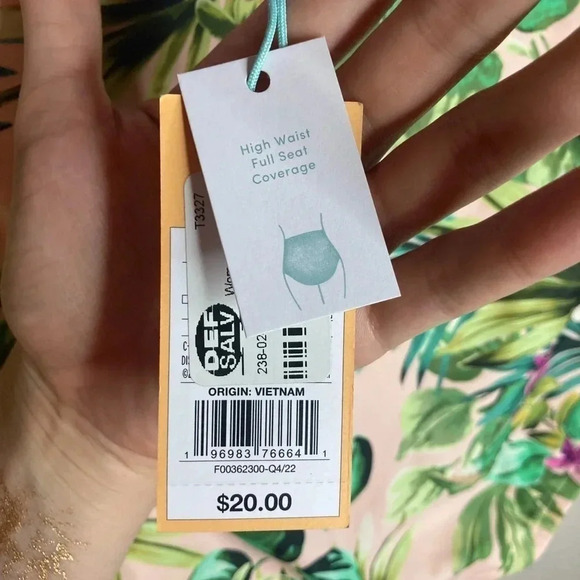 High Waist
Full Seat
Coverage
T3327
DEF
SALV
238-02
ORIGIN: VIETNAM
1 96983 76664 1
F00362300-Q4/22
$20.00